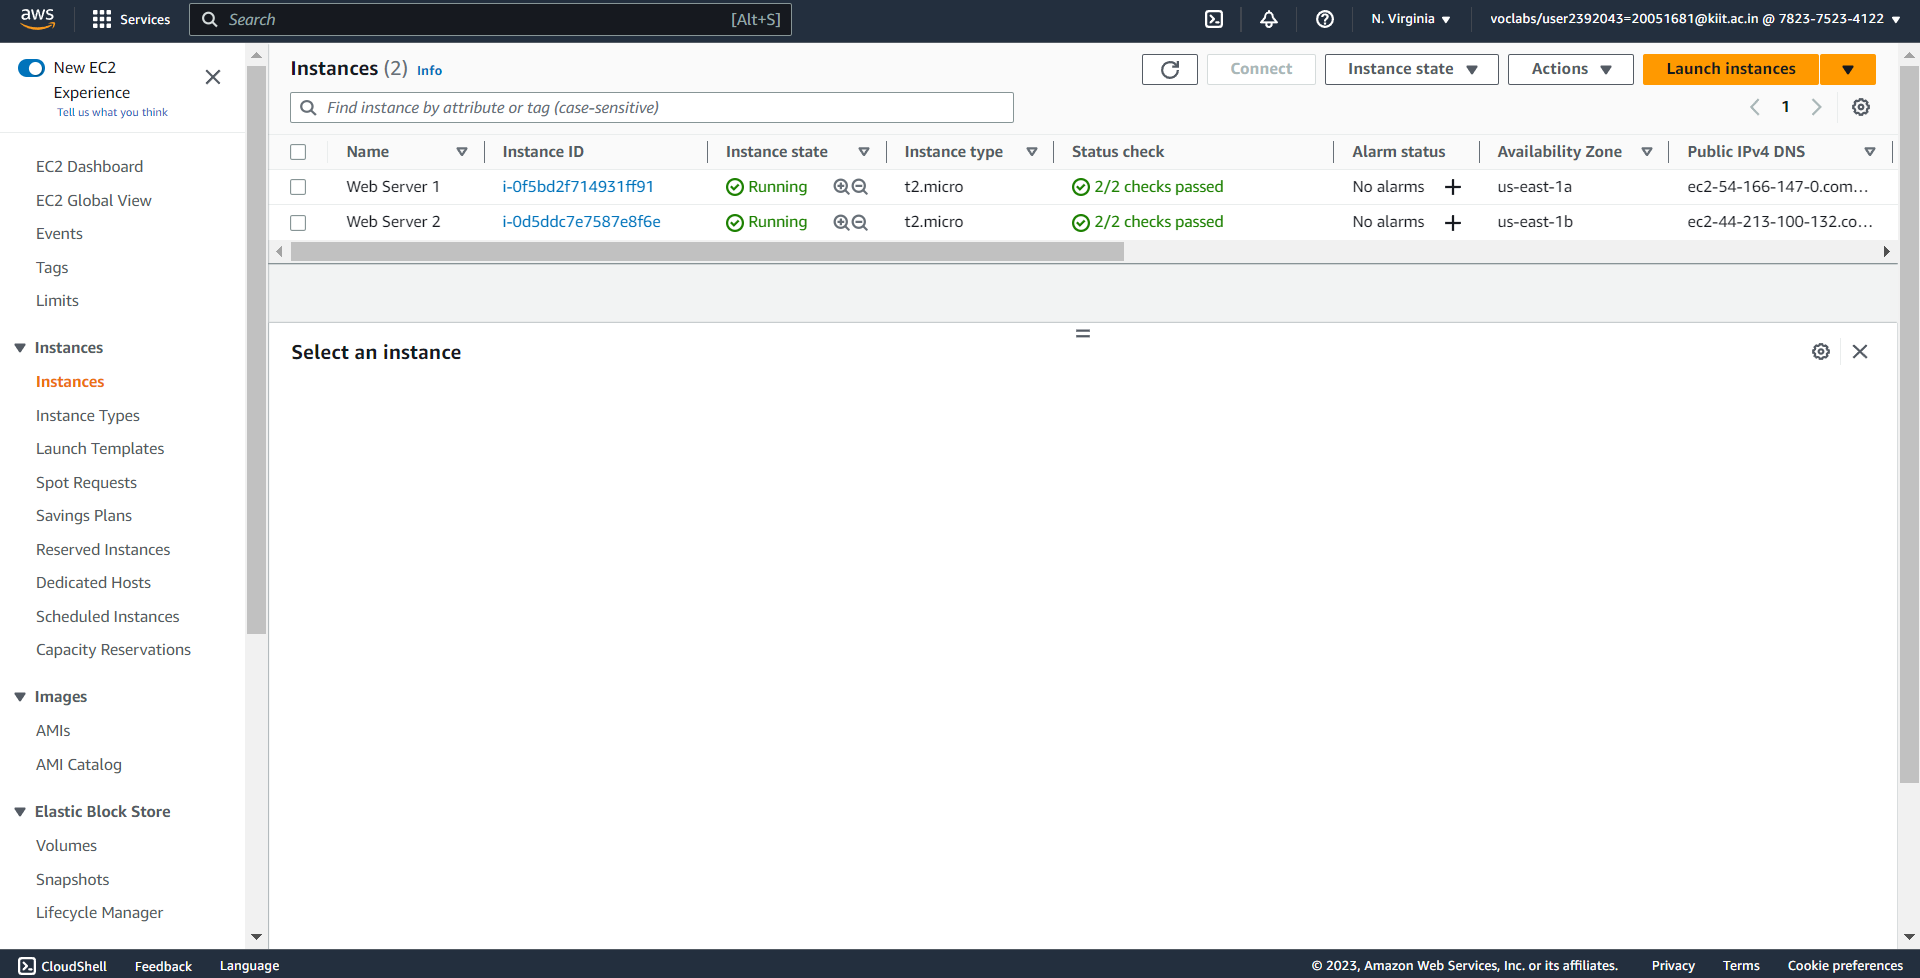 aws
Services
Search [Alt+S]
N. Virginia
voclabs/user2392043=20051681@kiit.ac.in @ 7823-7523-4122
New EC2
Experience
Tell us what you think
EC2 Dashboard
EC2 Global View
Events
Tags
Limits
Instances
Instances
Instance Types
Launch Templates
Spot Requests
Savings Plans
Reserved Instances
Dedicated Hosts
Scheduled Instances
Capacity Reservations
Images
AMIs
AMI Catalog
Elastic Block Store
Volumes
Snapshots
Lifecycle Manager
Instances (2) Info
Connect
Instance state
Actions
Launch instances
Find instance by attribute or tag (case-sensitive)
1
Name Instance ID Instance state Instance type Status check Alarm status Availability Zone Public IPv4 DNS
Web Server 1 i-0f5bd2f714931ff91 Running t2.micro 2/2 checks passed No alarms + us-east-1a ec2-54-166-147-0.com...
Web Server 2 i-0d5ddc7e7587e8f6e Running t2.micro 2/2 checks passed No alarms + us-east-1b ec2-44-213-100-132.co...
Select an instance
CloudShell Feedback Language
© 2023, Amazon Web Services, Inc. or its affiliates. Privacy Terms Cookie preferences